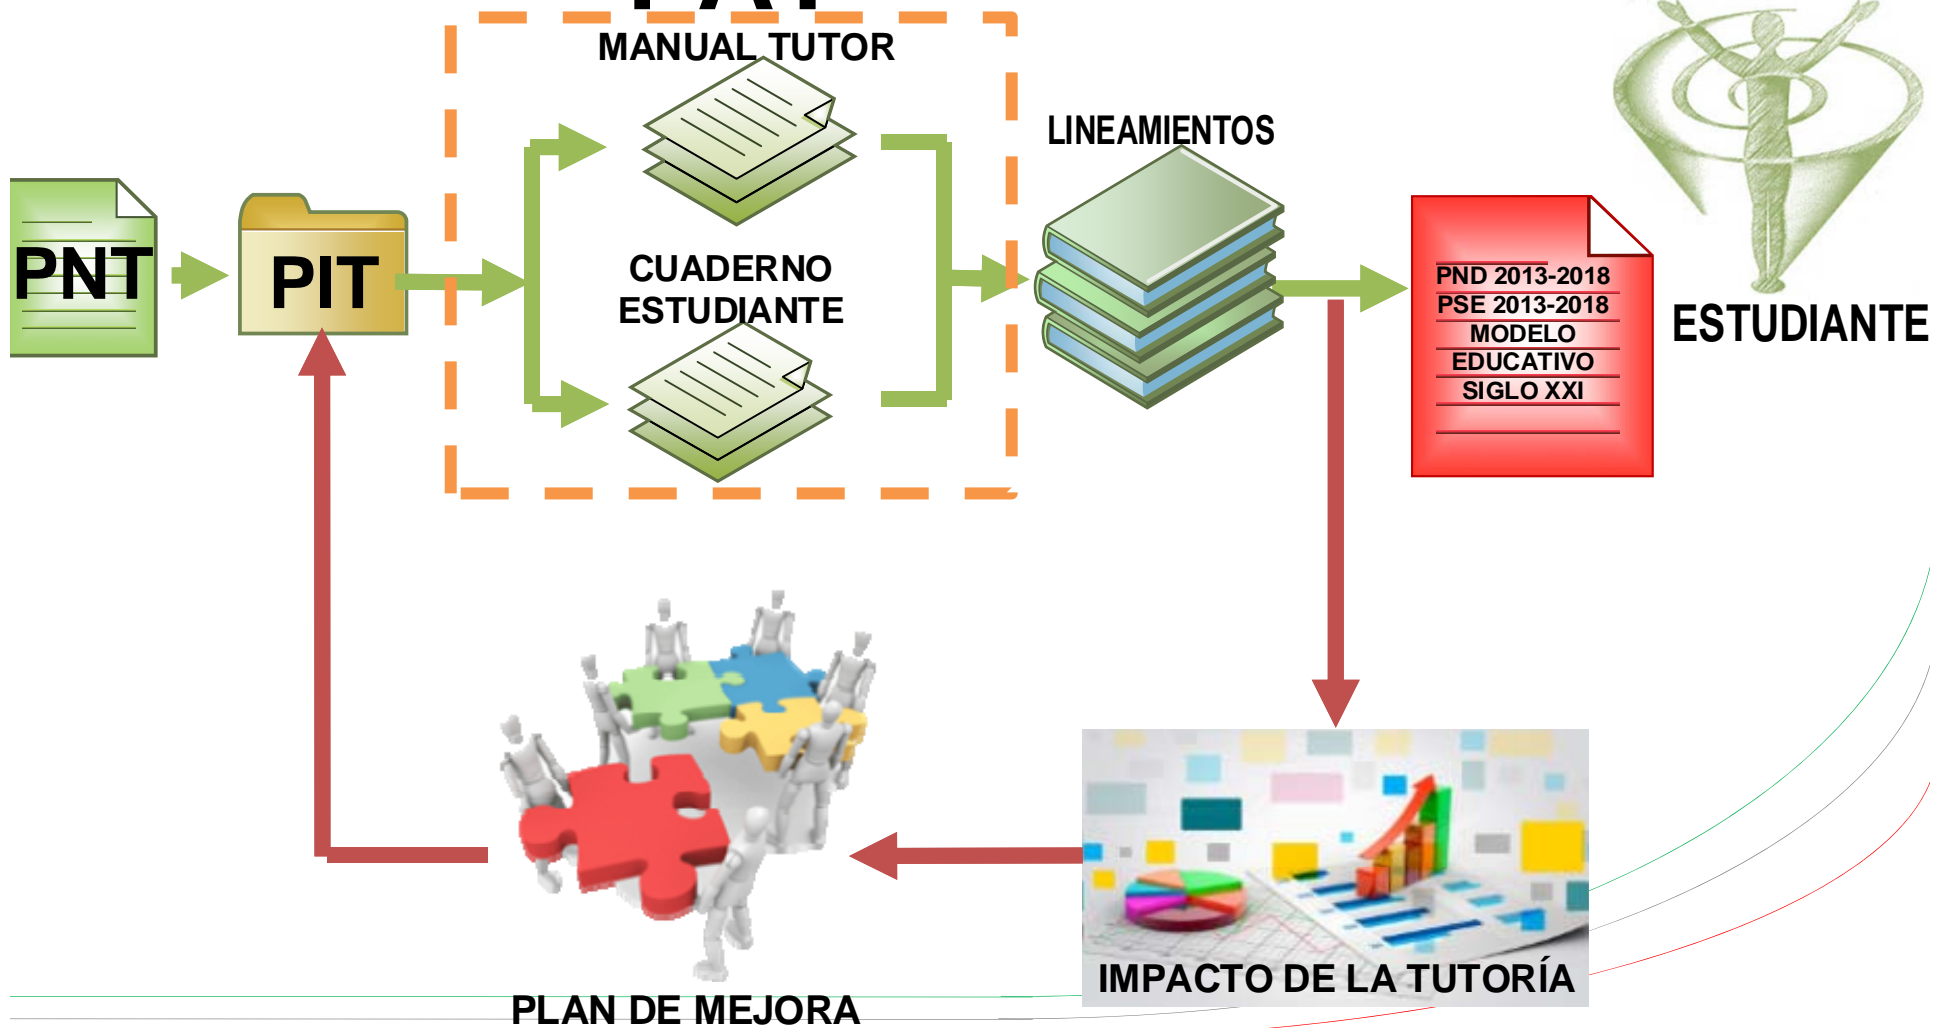 MANUAL TUTOR
LINEAMIENTOS
PNT
PIT
CUADERNO
ESTUDIANTE
PND 2013-2018
PSE 2013-2018
MODELO
EDUCATIVO
SIGLO XXI
ESTUDIANTE
IMPACTO DE LA TUTORÍA
PLAN DE MEJORA